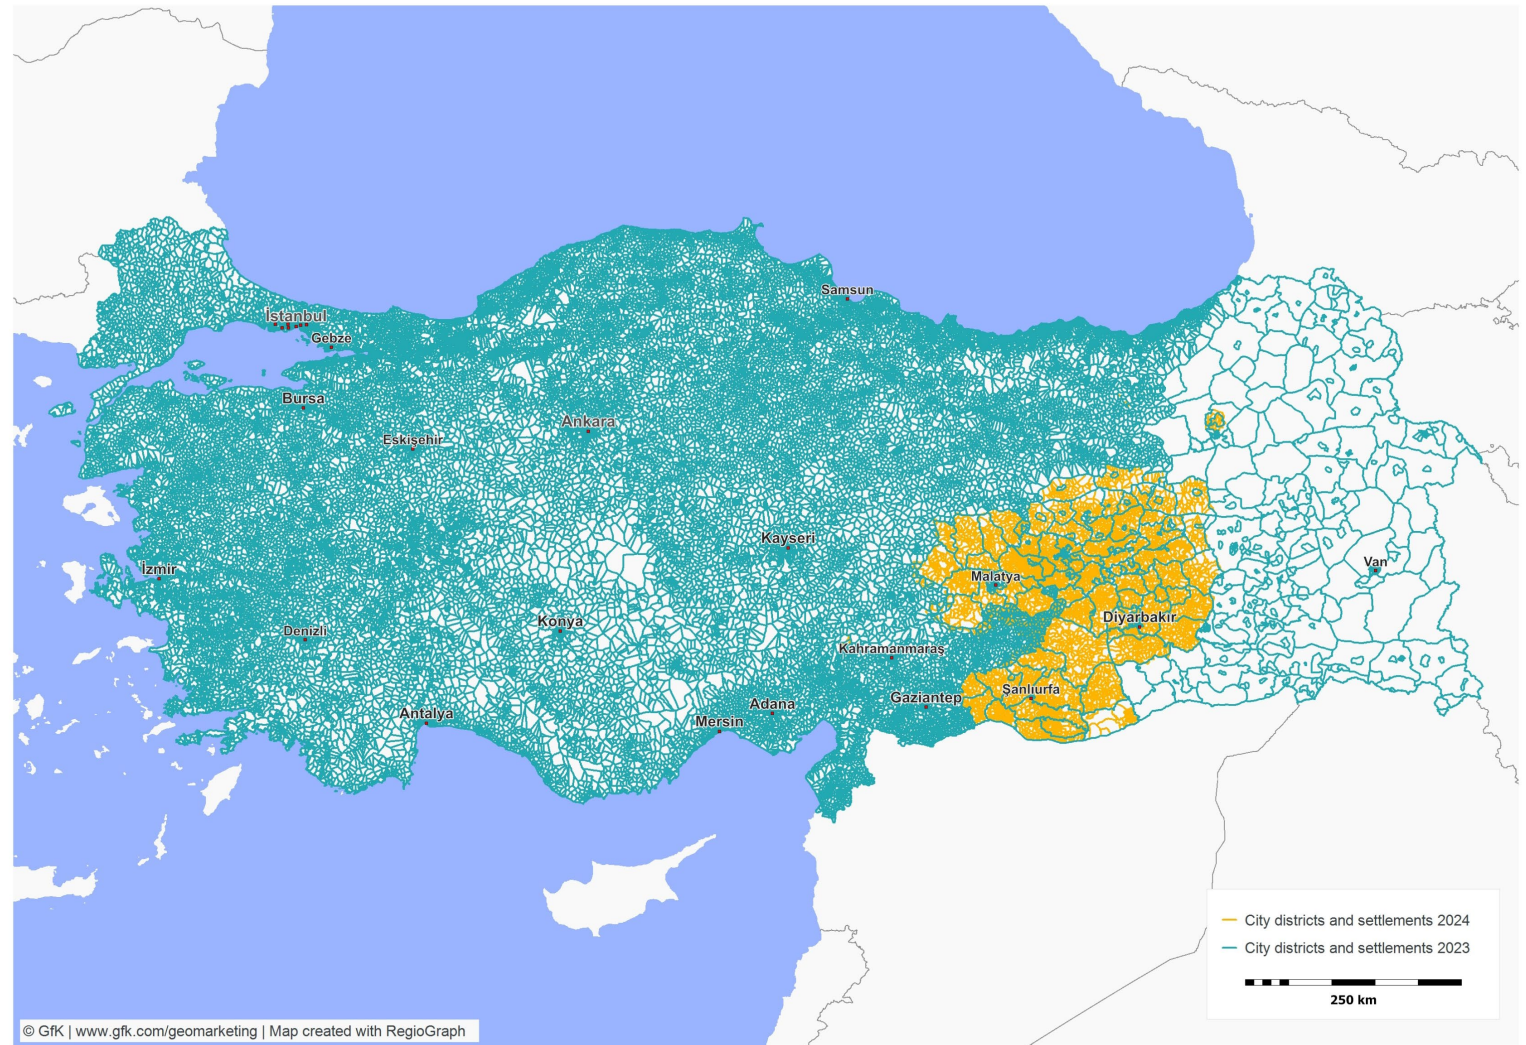 Samsun
İstanbul
Gebze
Bursa
Ankara
Eskişehir
Kayseri
Van
İzmir
Malatya
Diyarbakır
Konya
Denizli
Kahramanmaraş
Şanlıurfa
Gaziantep
Adana
Antalya
Mersin
City districts and settlements 2024
City districts and settlements 2023
250 km
© GfK | www.gfk.com/geomarketing | Map created with RegioGraph